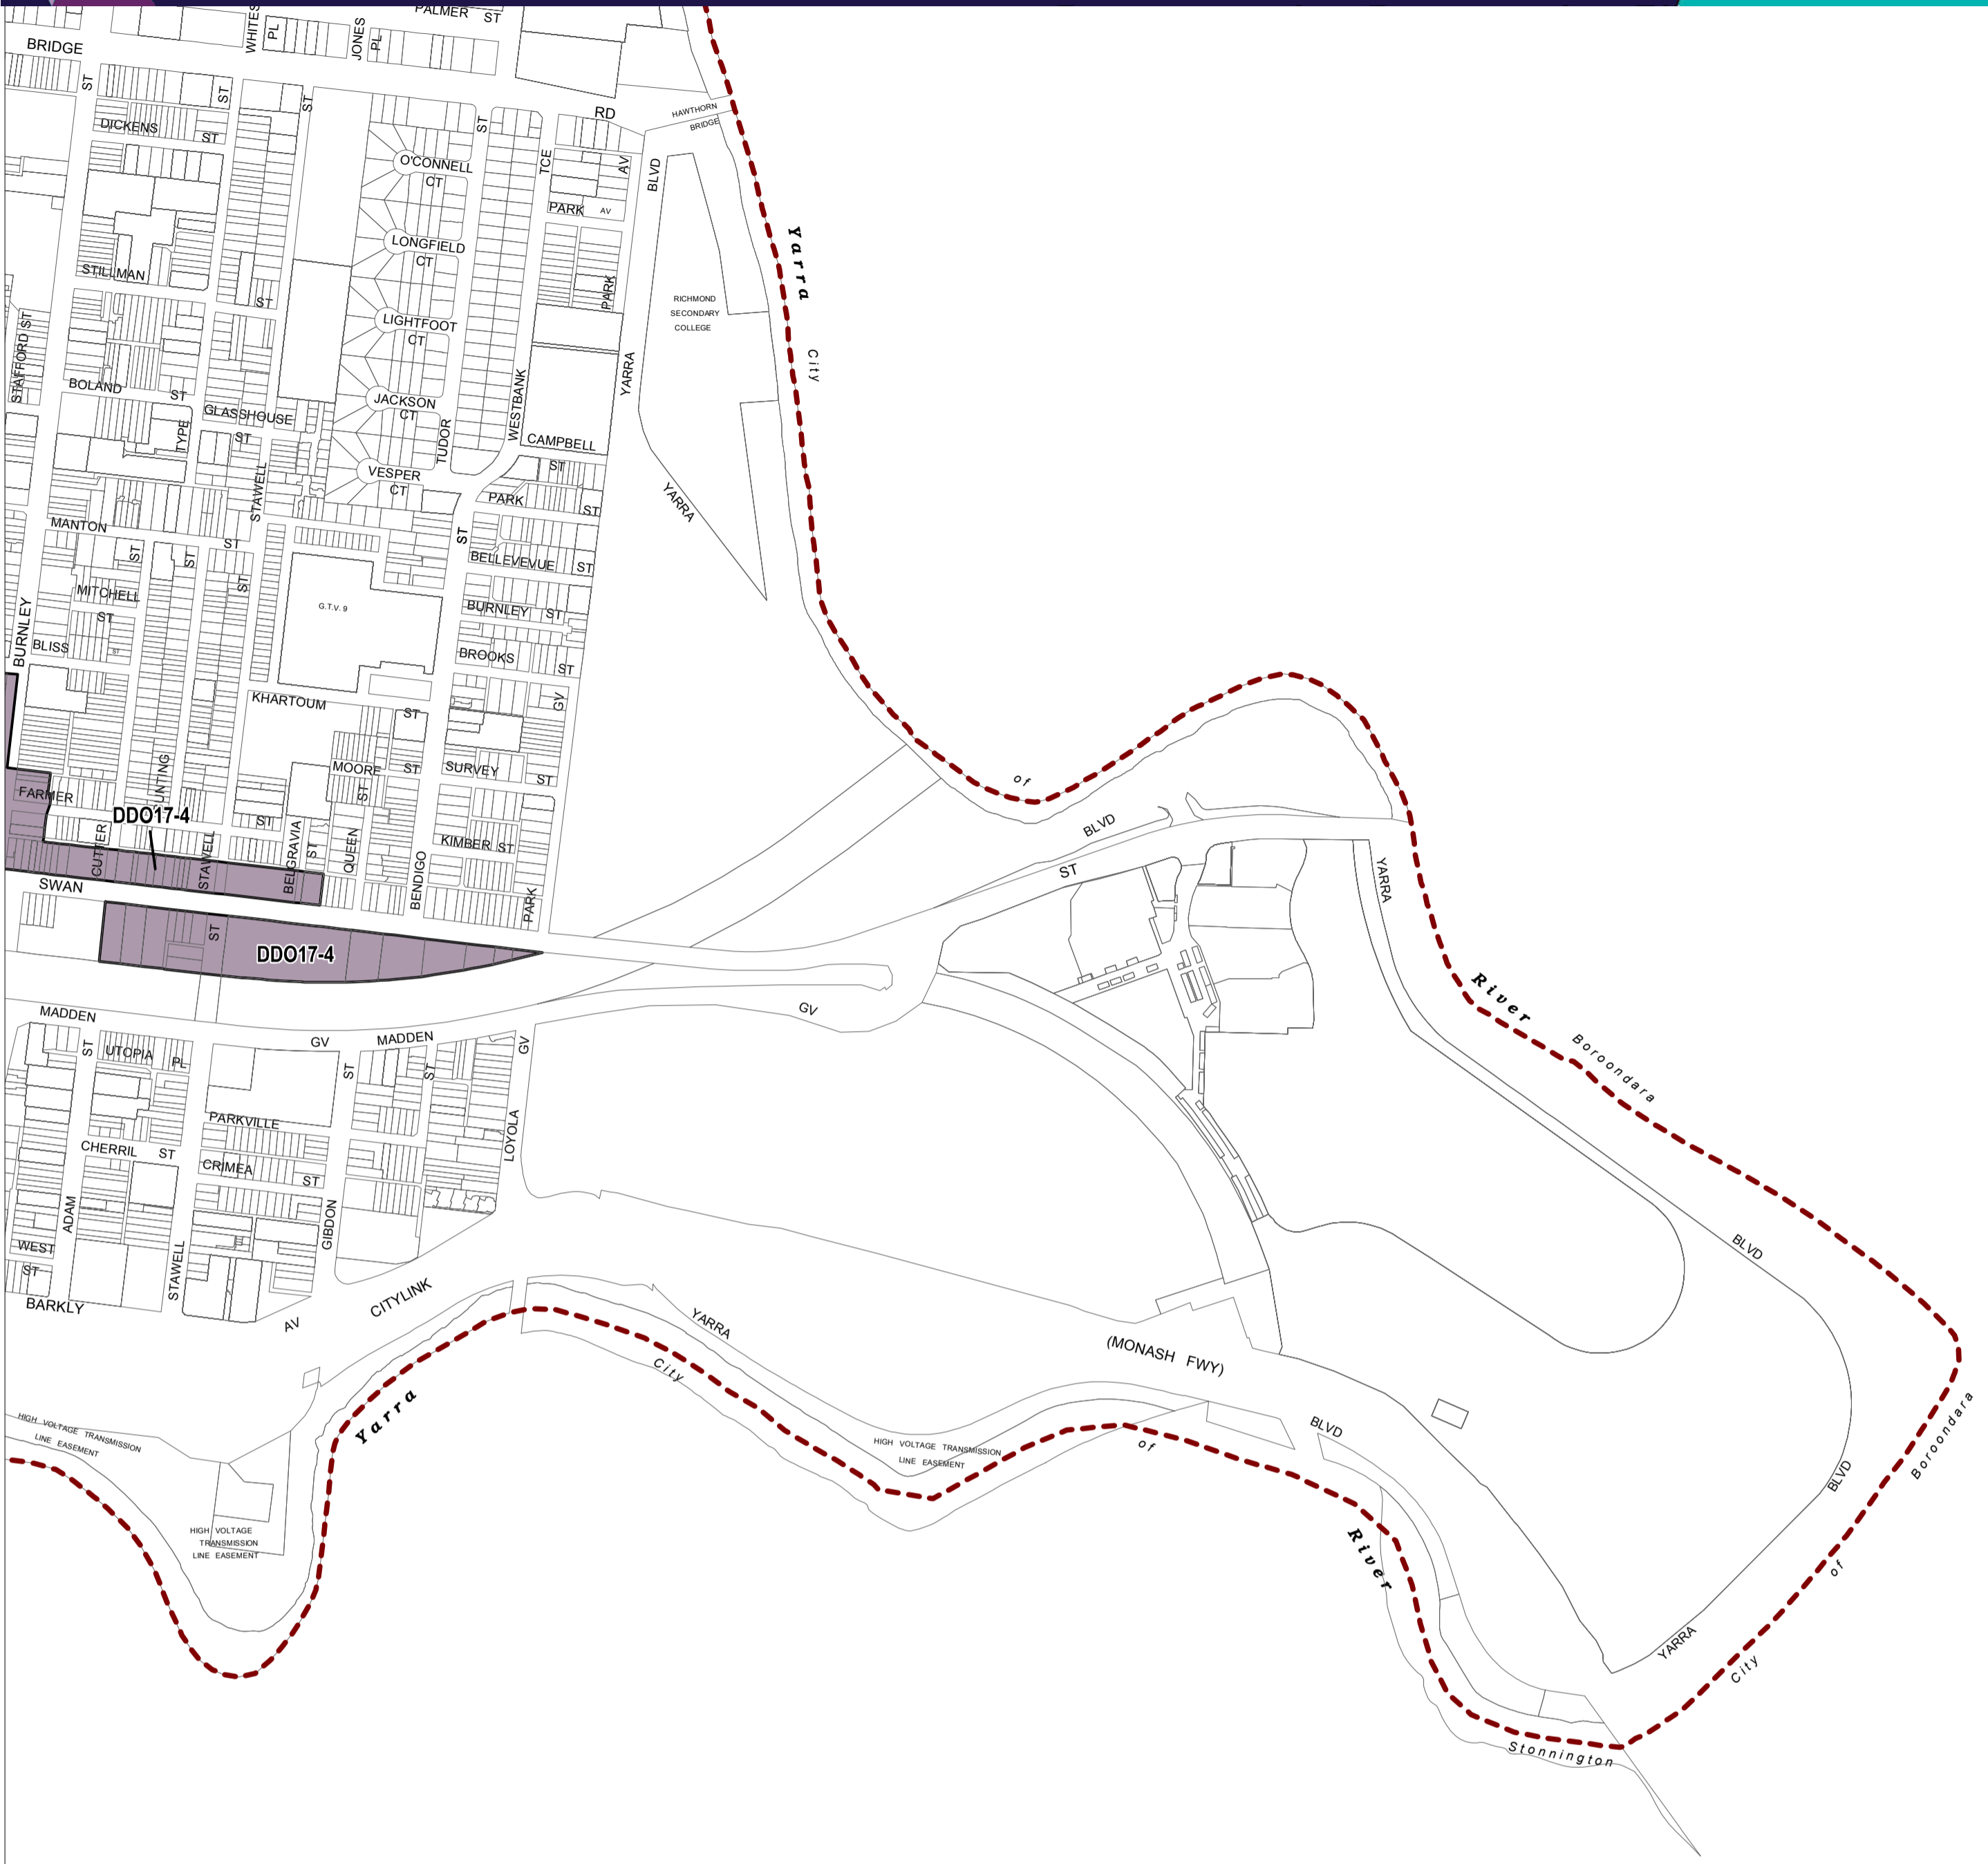 PALMER ST
WHITES
PL
JONES
PL
BRIDGE
ST
ST
ST
RD
HAWTHORN
BRIDGE
DICKENS
ST
ST
TCE
AV
BLVD
O'CONNELL
CT
PARK AV
Yarra
LONGFIELD
CT
STILLMAN
ST
PARK
RICHMOND
SECONDARY
COLLEGE
LIGHTFOOT
CT
STAFFORD ST
City
BOLAND
ST
YARRA
WESTBANK
JACKSON
CT
GLASSHOUSE
ST
TYPE
TUDOR
CAMPBELL
ST
VESPER
CT
STAWELL
PARK
ST
YARRA
MANTON
ST
ST
ST
ST
ST
BELLEVEVUE ST
MITCHELL
ST
G.T.V. 9
BURNLEY ST
BURNLEY
BLISS
ST
BROOKS
ST
KHARTOUM
ST
GV
MOORE ST
ST
SURVEY
ST
of
FARMER
UNTING
DDO17-4
CUTTER
STAWELL
ST
BELGRAVIA
ST
QUEEN
BENDIGO
KIMBER ST
PARK
BLVD
ST
YARRA
SWAN
ST
DDO17-4
River
MADDEN
GV
MADDEN
GV
GV
Boroondara
ST
UTOPIA
PL
ST
ST
PARKVILLE
LOYOLA
CHERRIL ST
CRIMEA
ST
ADAM
GIBDON
WEST
ST
STAWELL
BARKLY
AV
CITYLINK
YARRA
BLVD
(MONASH FWY)
City
Yarra
HIGH VOLTAGE TRANSMISSION
LINE EASEMENT
HIGH VOLTAGE TRANSMISSION
LINE EASEMENT
of
BLVD
Boroondara
BLVD
HIGH VOLTAGE
TRANSMISSION
LINE EASEMENT
River
of
YARRA
City
Stonnington